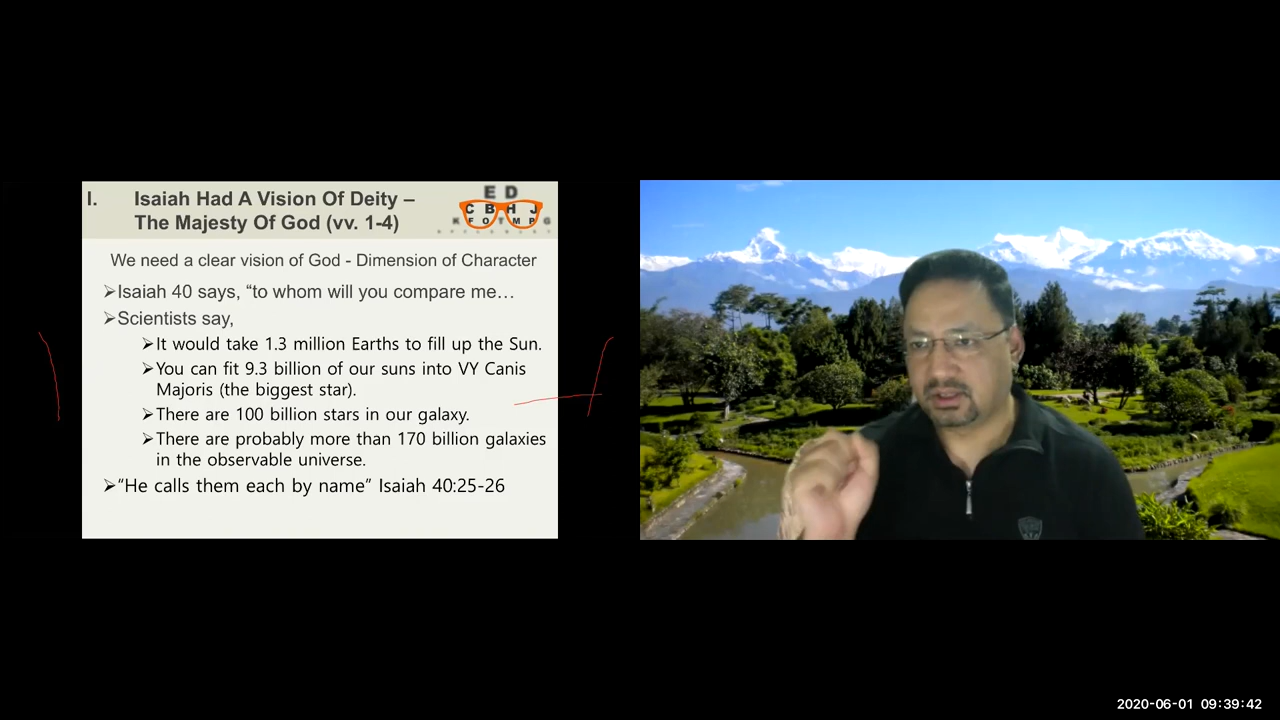 I. Isaiah Had A Vision Of Deity –
The Majesty Of God (vv. 1-4)
E D
C B H J
K F O T M P G
We need a clear vision of God - Dimension of Character
➢Isaiah 40 says, “to whom will you compare me…
➢Scientists say,
➢It would take 1.3 million Earths to fill up the Sun.
➢You can fit 9.3 billion of our suns into VY Canis
Majoris (the biggest star).
➢There are 100 billion stars in our galaxy.
➢There are probably more than 170 billion galaxies
in the observable universe.
➢“He calls them each by name” Isaiah 40:25-26
2020-06-01 09:39:42